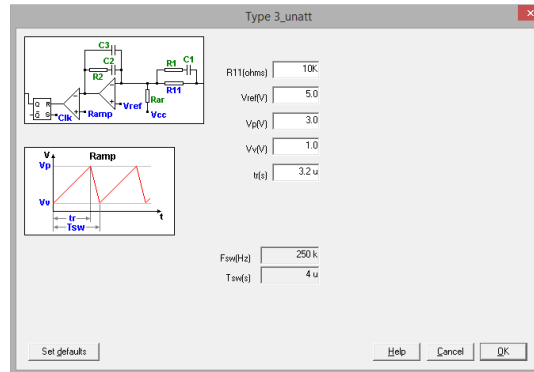 Type 3_unatt
C3
C2
R2
R1 C1
R11
Rar
Vref
Vcc
Ramp
Clk
Q R
Q S
R11(ohms) 10K
Vref(V) 5.0
Vp(V) 3.0
Vv(V) 1.0
tr(s) 3.2 u
V Ramp
Vp
Vv
tr
Tsw
t
Fsw(Hz) 250 k
Tsw(s) 4 u
Set defaults Help Cancel OK